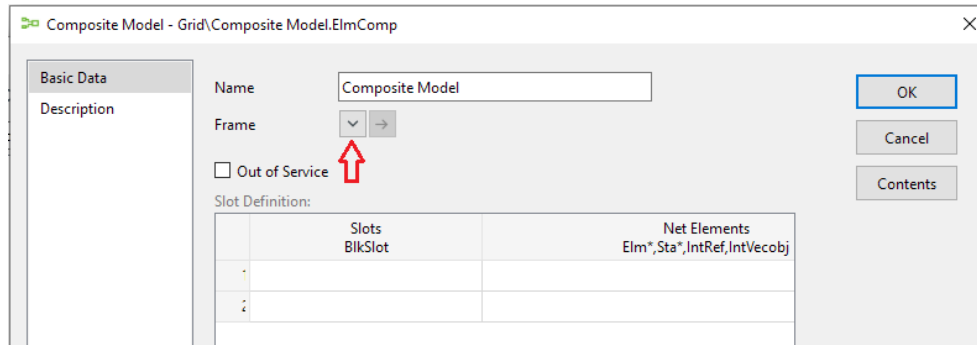 Composite Model - Grid\Composite Model.ElmComp
Basic Data
Description
Name
Composite Model
Frame
Out of Service
Slot Definition:
Slots
BlkSlot
Net Elements
Elm*,Sta*,IntRef,IntVecobj
OK
Cancel
Contents